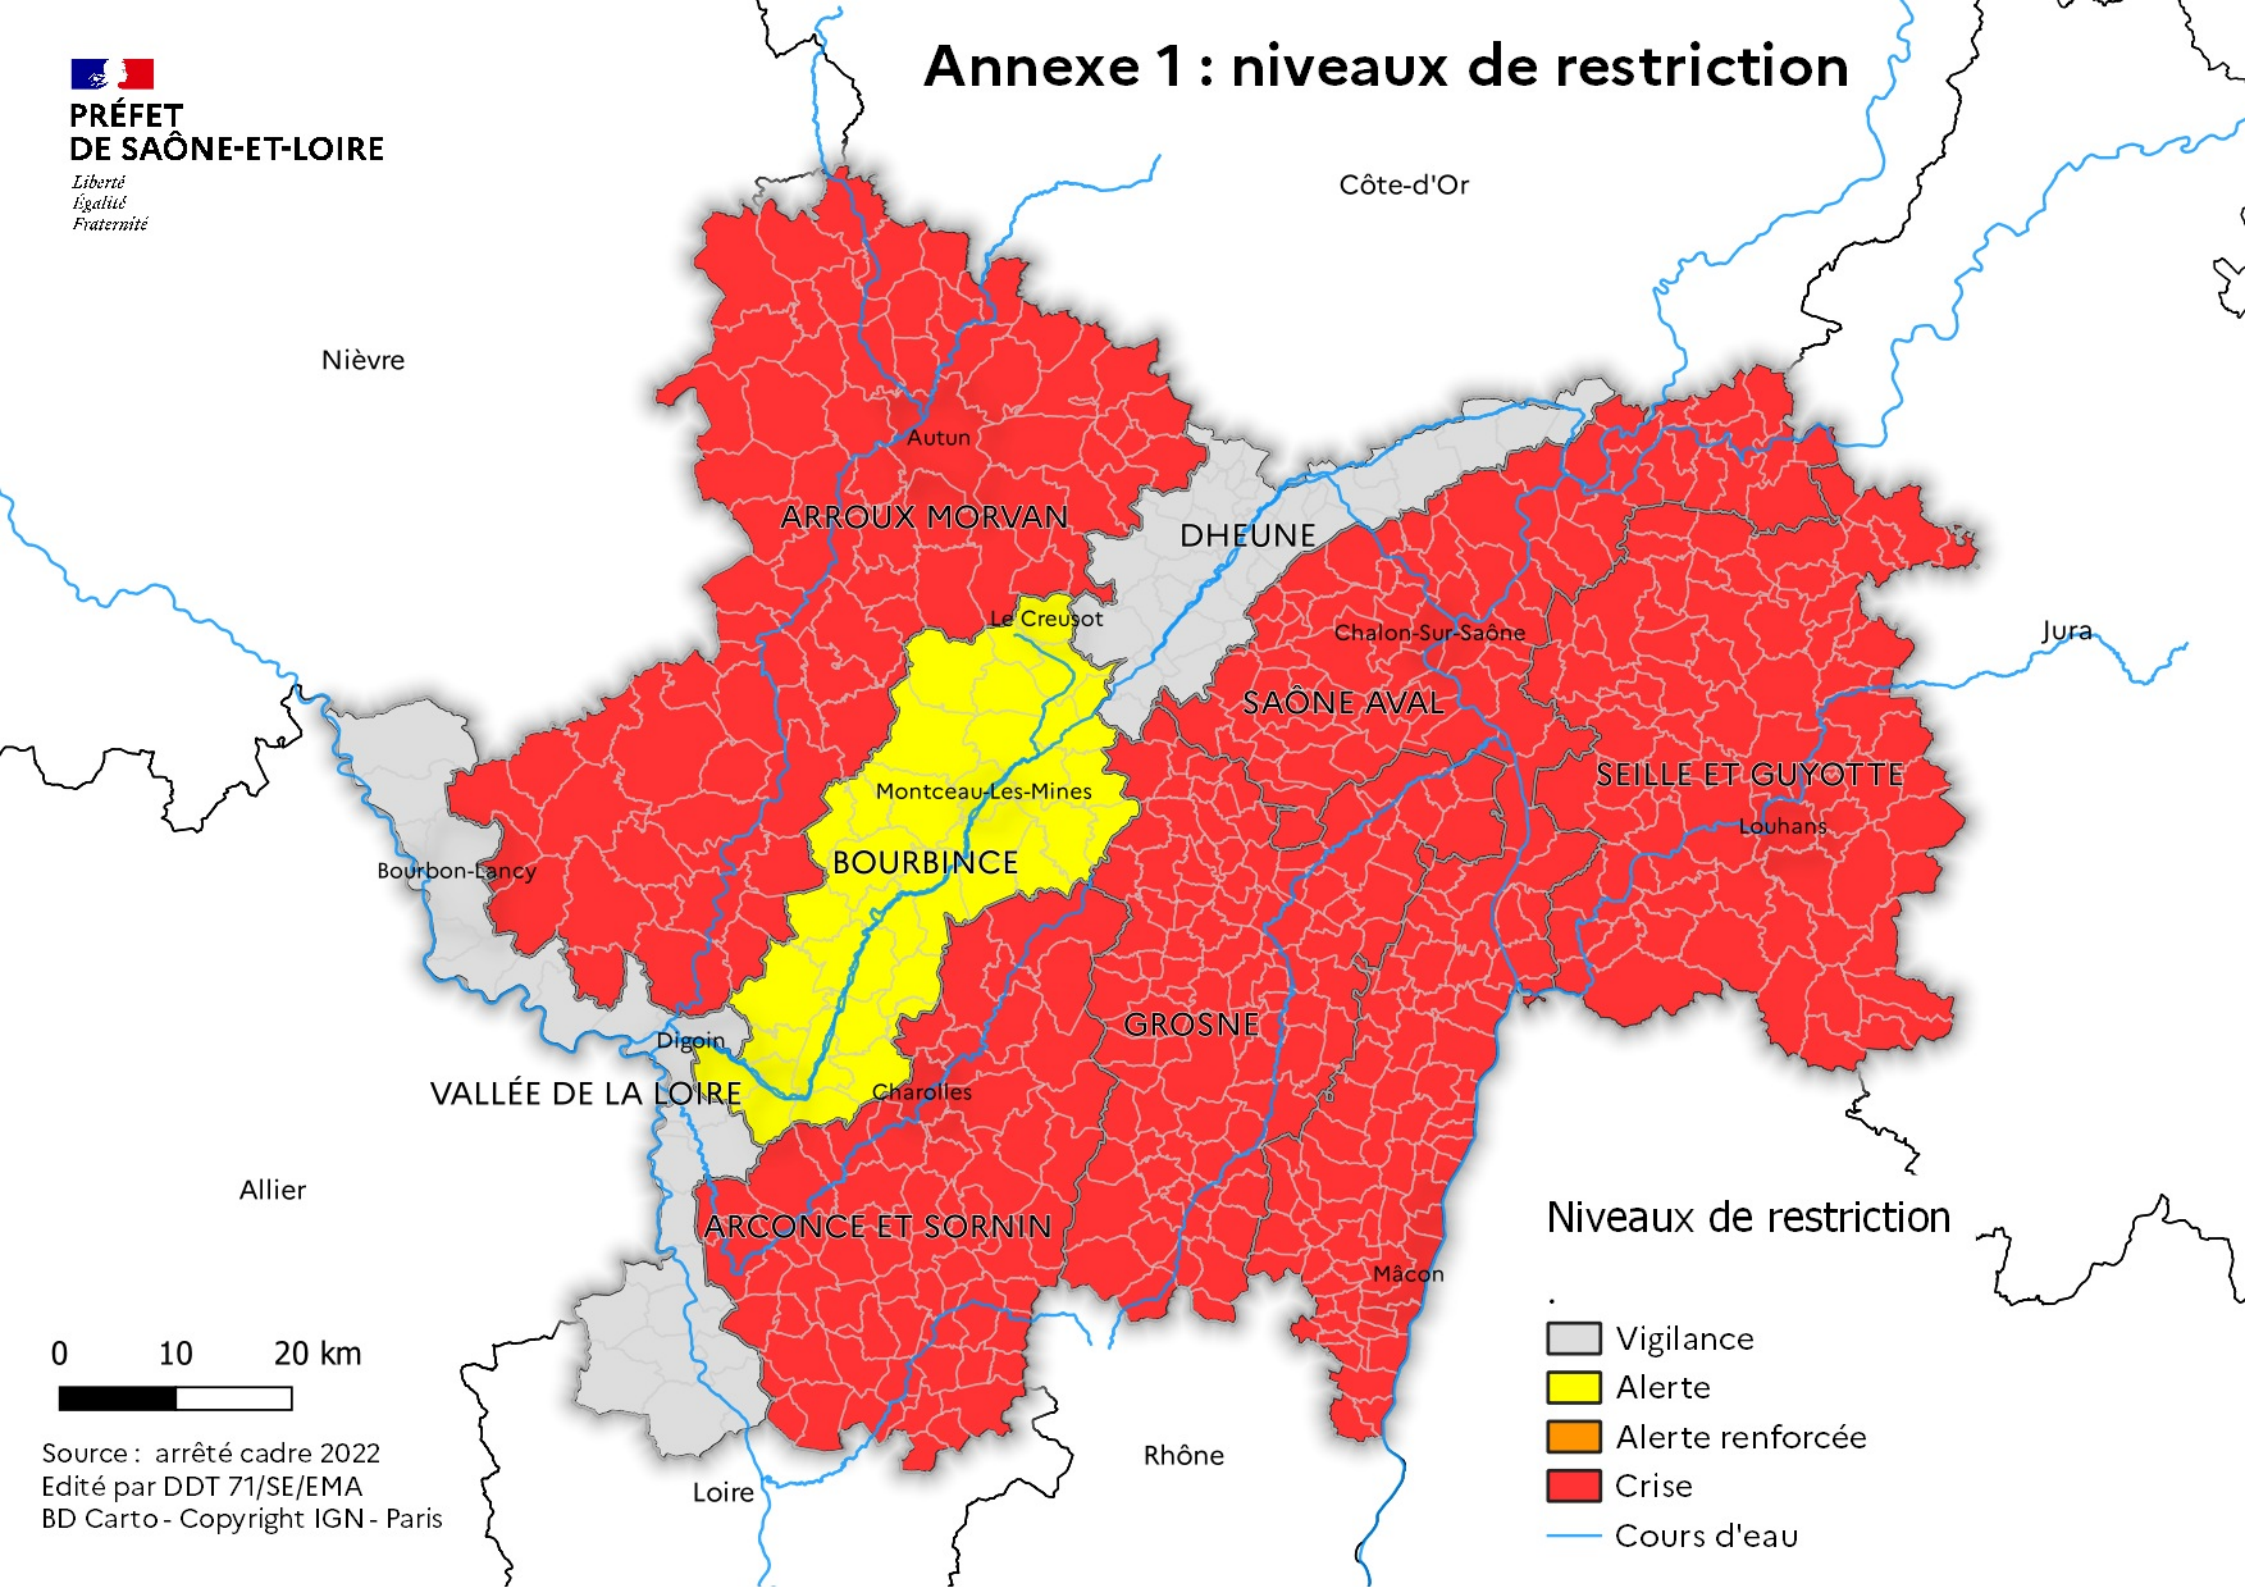 Annexe 1 : niveaux de restriction
PRÉFET
DE SAÔNE-ET-LOIRE
Liberté
Égalité
Fraternité
Côte-d'Or
Nièvre
Autun
ARROUX MORVAN
DHEUNE
Le Creusot
Chalon-Sur-Saône
Jura
SAÔNE AVAL
SEILLE ET GUYOTTE
Montceau-Les-Mines
Louhans
BOURBINCE
Bourbon-Lancy
GROSNE
Digoin
VALLÉE DE LA LOIRE
Charolles
Allier
ARCONCE ET SORNIN
Mâcon
Rhône
Loire
0 10 20 km
Source : arrêté cadre 2022
Edité par DDT 71/SE/EMA
BD Carto - Copyright IGN - Paris
Niveaux de restriction
.
Vigilance
Alerte
Alerte renforcée
Crise
Cours d'eau